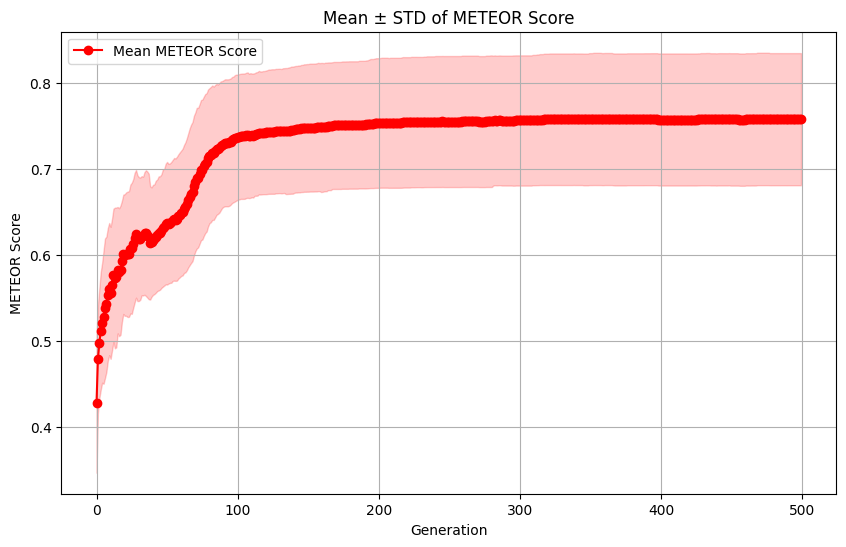 Mean ± STD of METEOR Score
Mean METEOR Score
METEOR Score
0.8
0.7
0.6
0.5
0.4
0 100 200 300 400 500
Generation